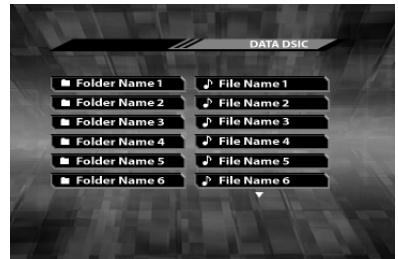 DATA DSIC
Folder Name 1 File Name 1
Folder Name 2 File Name 2
Folder Name 3 File Name 3
Folder Name 4 File Name 4
Folder Name 5 File Name 5
Folder Name 6 File Name 6